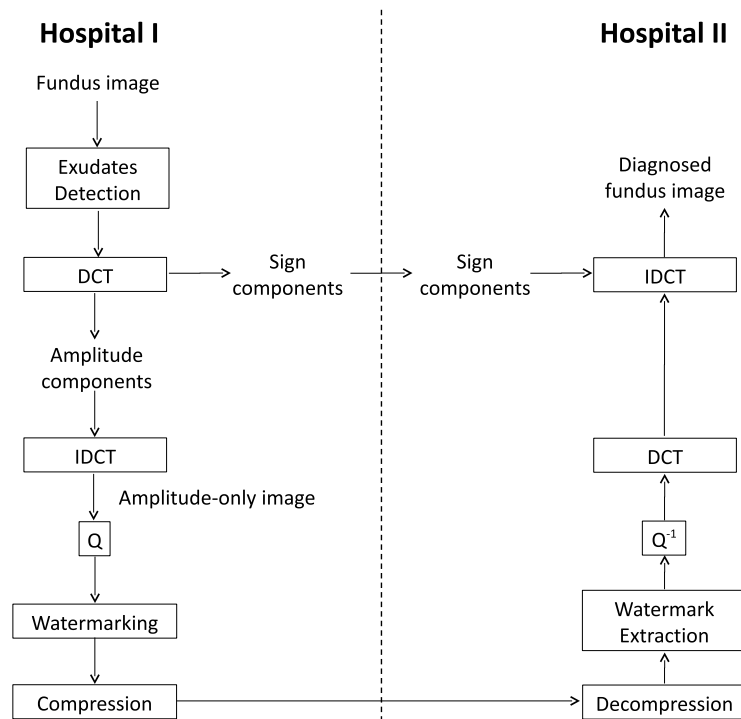 Hospital I
Fundus image
Exudates
Detection
DCT
Sign
components
Amplitude
components
IDCT
Amplitude-only image
Q
Watermarking
Compression
Hospital II
Diagnosed
fundus image
Sign
components
IDCT
DCT
Q⁻¹
Watermark
Extraction
Decompression